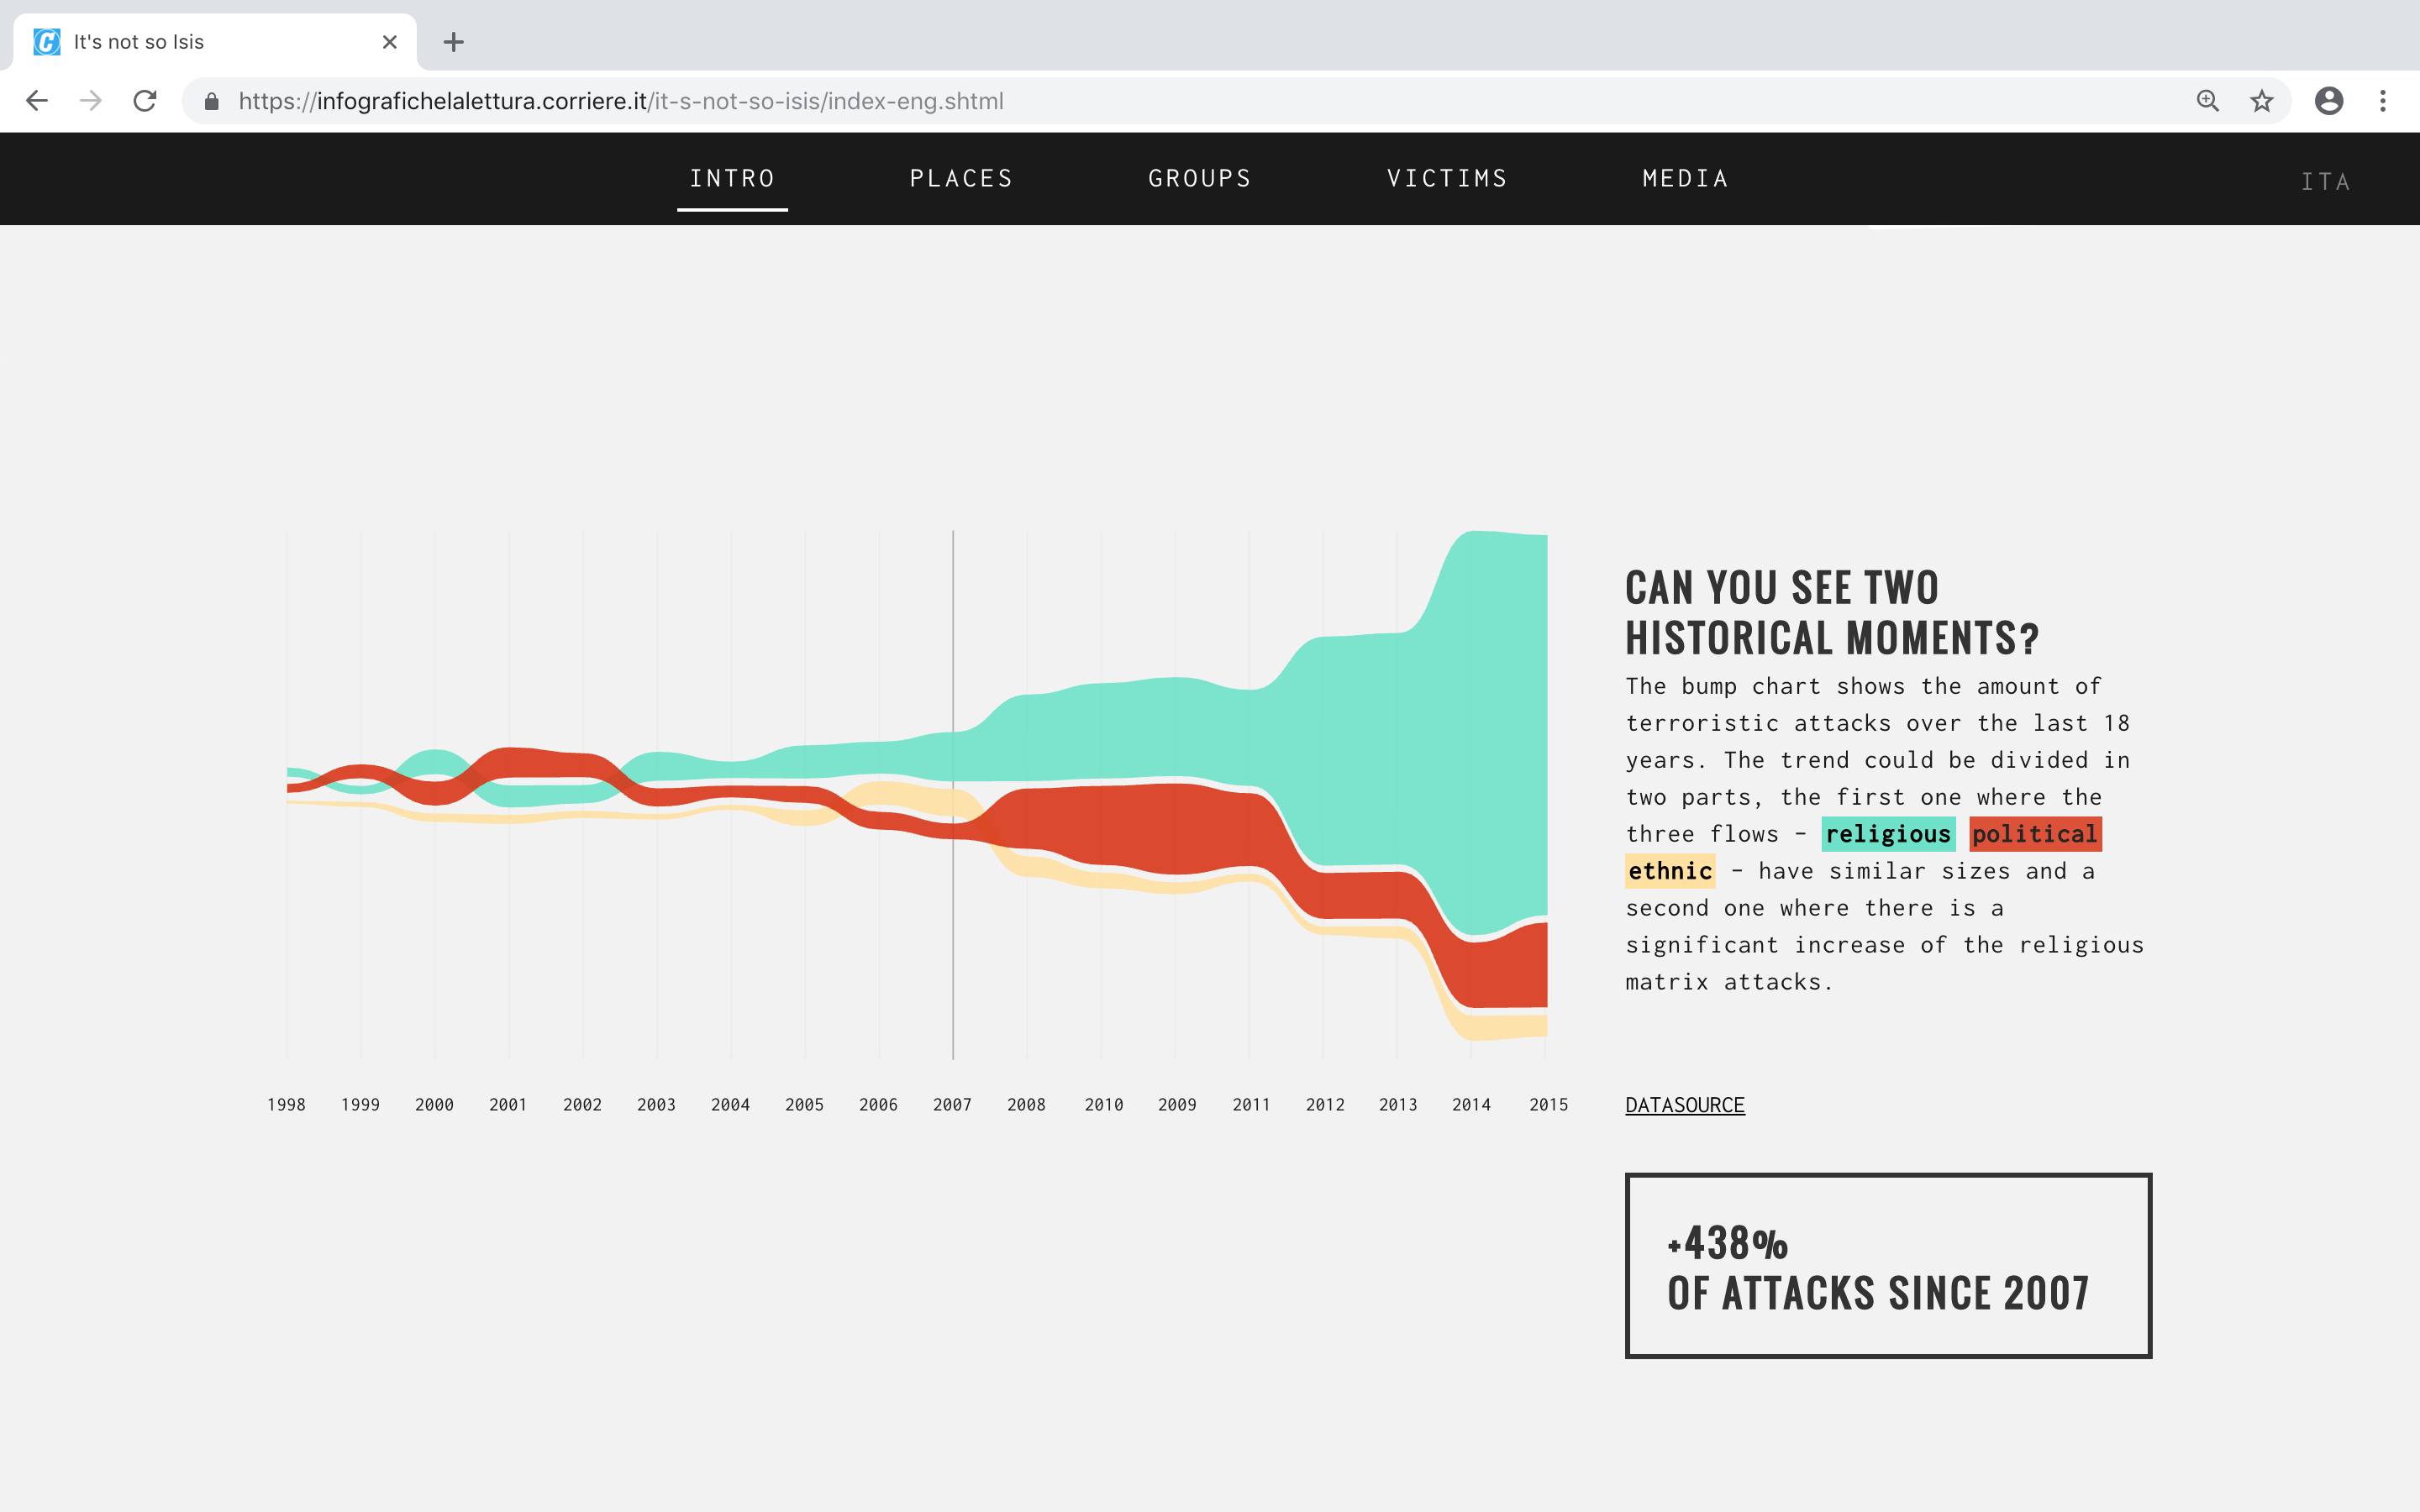 It's not so Isis
https://infografichelalettura.corriere.it/it-s-not-so-isis/index-eng.shtml
INTRO PLACES GROUPS VICTIMS MEDIA ITA
CAN YOU SEE TWO
HISTORICAL MOMENTS?
The bump chart shows the amount of
terroristic attacks over the last 18
years. The trend could be divided in
two parts, the first one where the
three flows – religious political
ethnic – have similar sizes and a
second one where there is a
significant increase of the religious
matrix attacks.
1998 1999 2000 2001 2002 2003 2004 2005 2006 2007 2008 2010 2009 2011 2012 2013 2014 2015
DATASOURCE
+438%
OF ATTACKS SINCE 2007